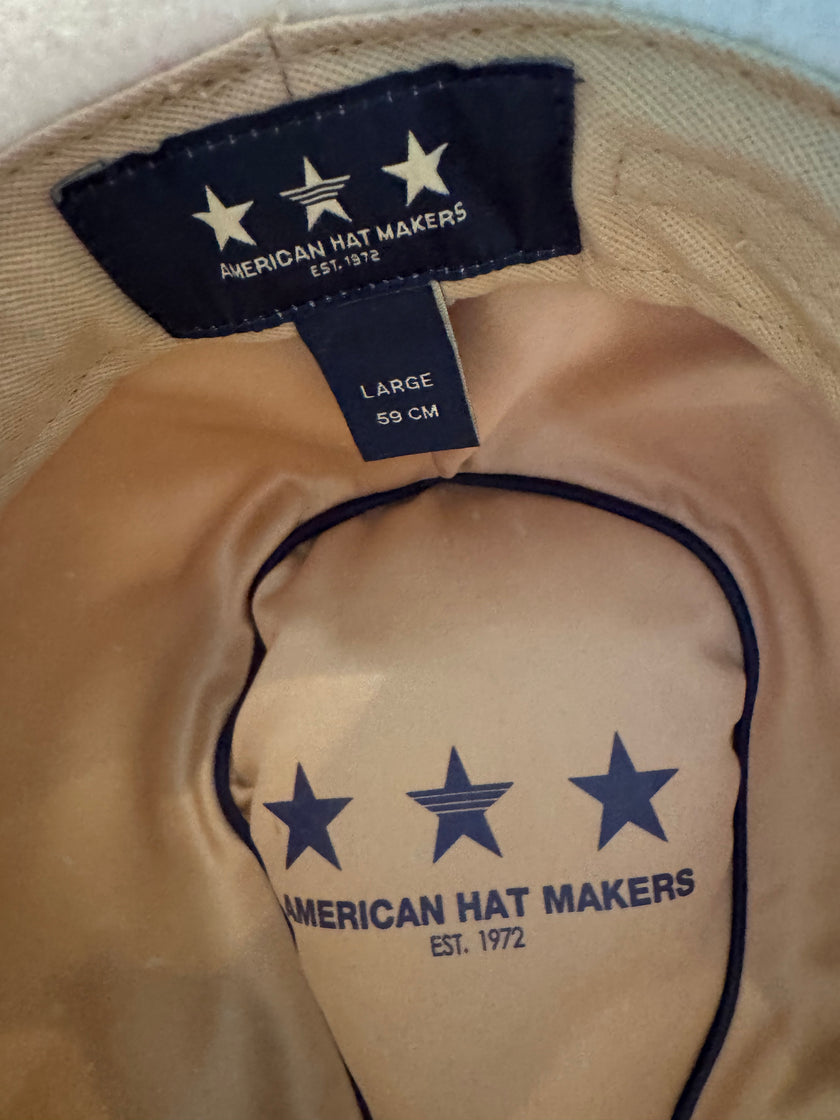 AMERICAN HAT MAKERS
EST. 1972
LARGE
59 CM
AMERICAN HAT MAKERS
EST. 1972